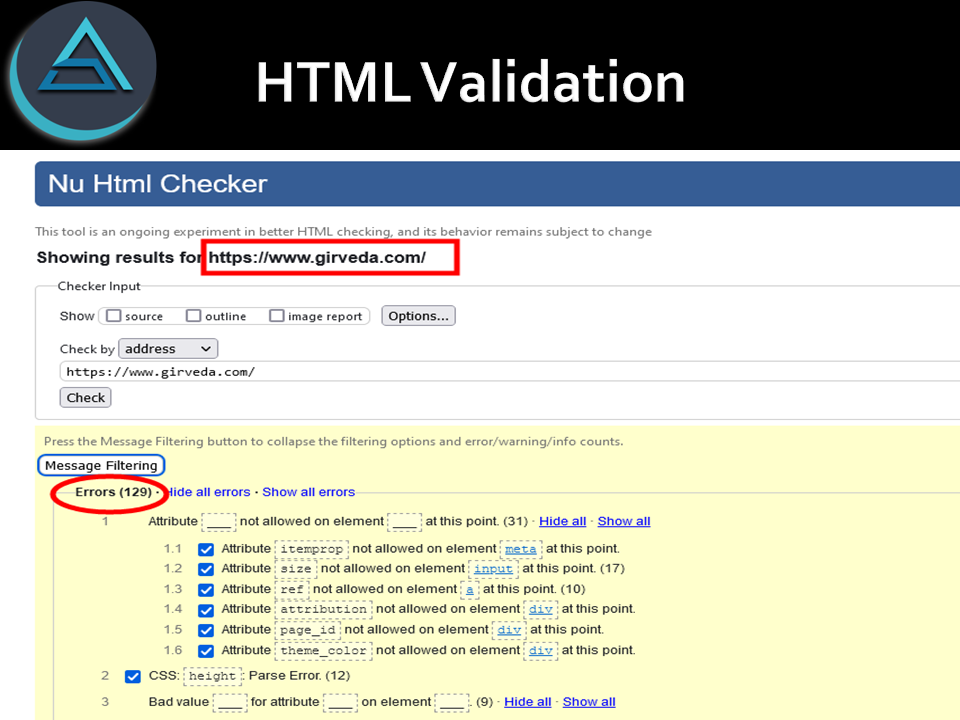 HTML Validation
Nu Html Checker
This tool is an ongoing experiment in better HTML checking, and its behavior remains subject to change
Showing results for https://www.girveda.com/
Checker Input
Show source outline image report Options...
Check by address
https://www.girveda.com/
Check
Press the Message Filtering button to collapse the filtering options and error/warning/info counts.
Message Filtering
Errors (129) · Hide all errors · Show all errors
1 Attribute ___ not allowed on element ___ at this point. (31) · Hide all · Show all
1.1 Attribute itemprop not allowed on element meta at this point.
1.2 Attribute size not allowed on element input at this point. (17)
1.3 Attribute ref not allowed on element a at this point. (10)
1.4 Attribute attribution not allowed on element div at this point.
1.5 Attribute page_id not allowed on element div at this point.
1.6 Attribute theme_color not allowed on element div at this point.
2 CSS: height: Parse Error. (12)
3 Bad value ___ for attribute ___ on element ___. (9) · Hide all · Show all